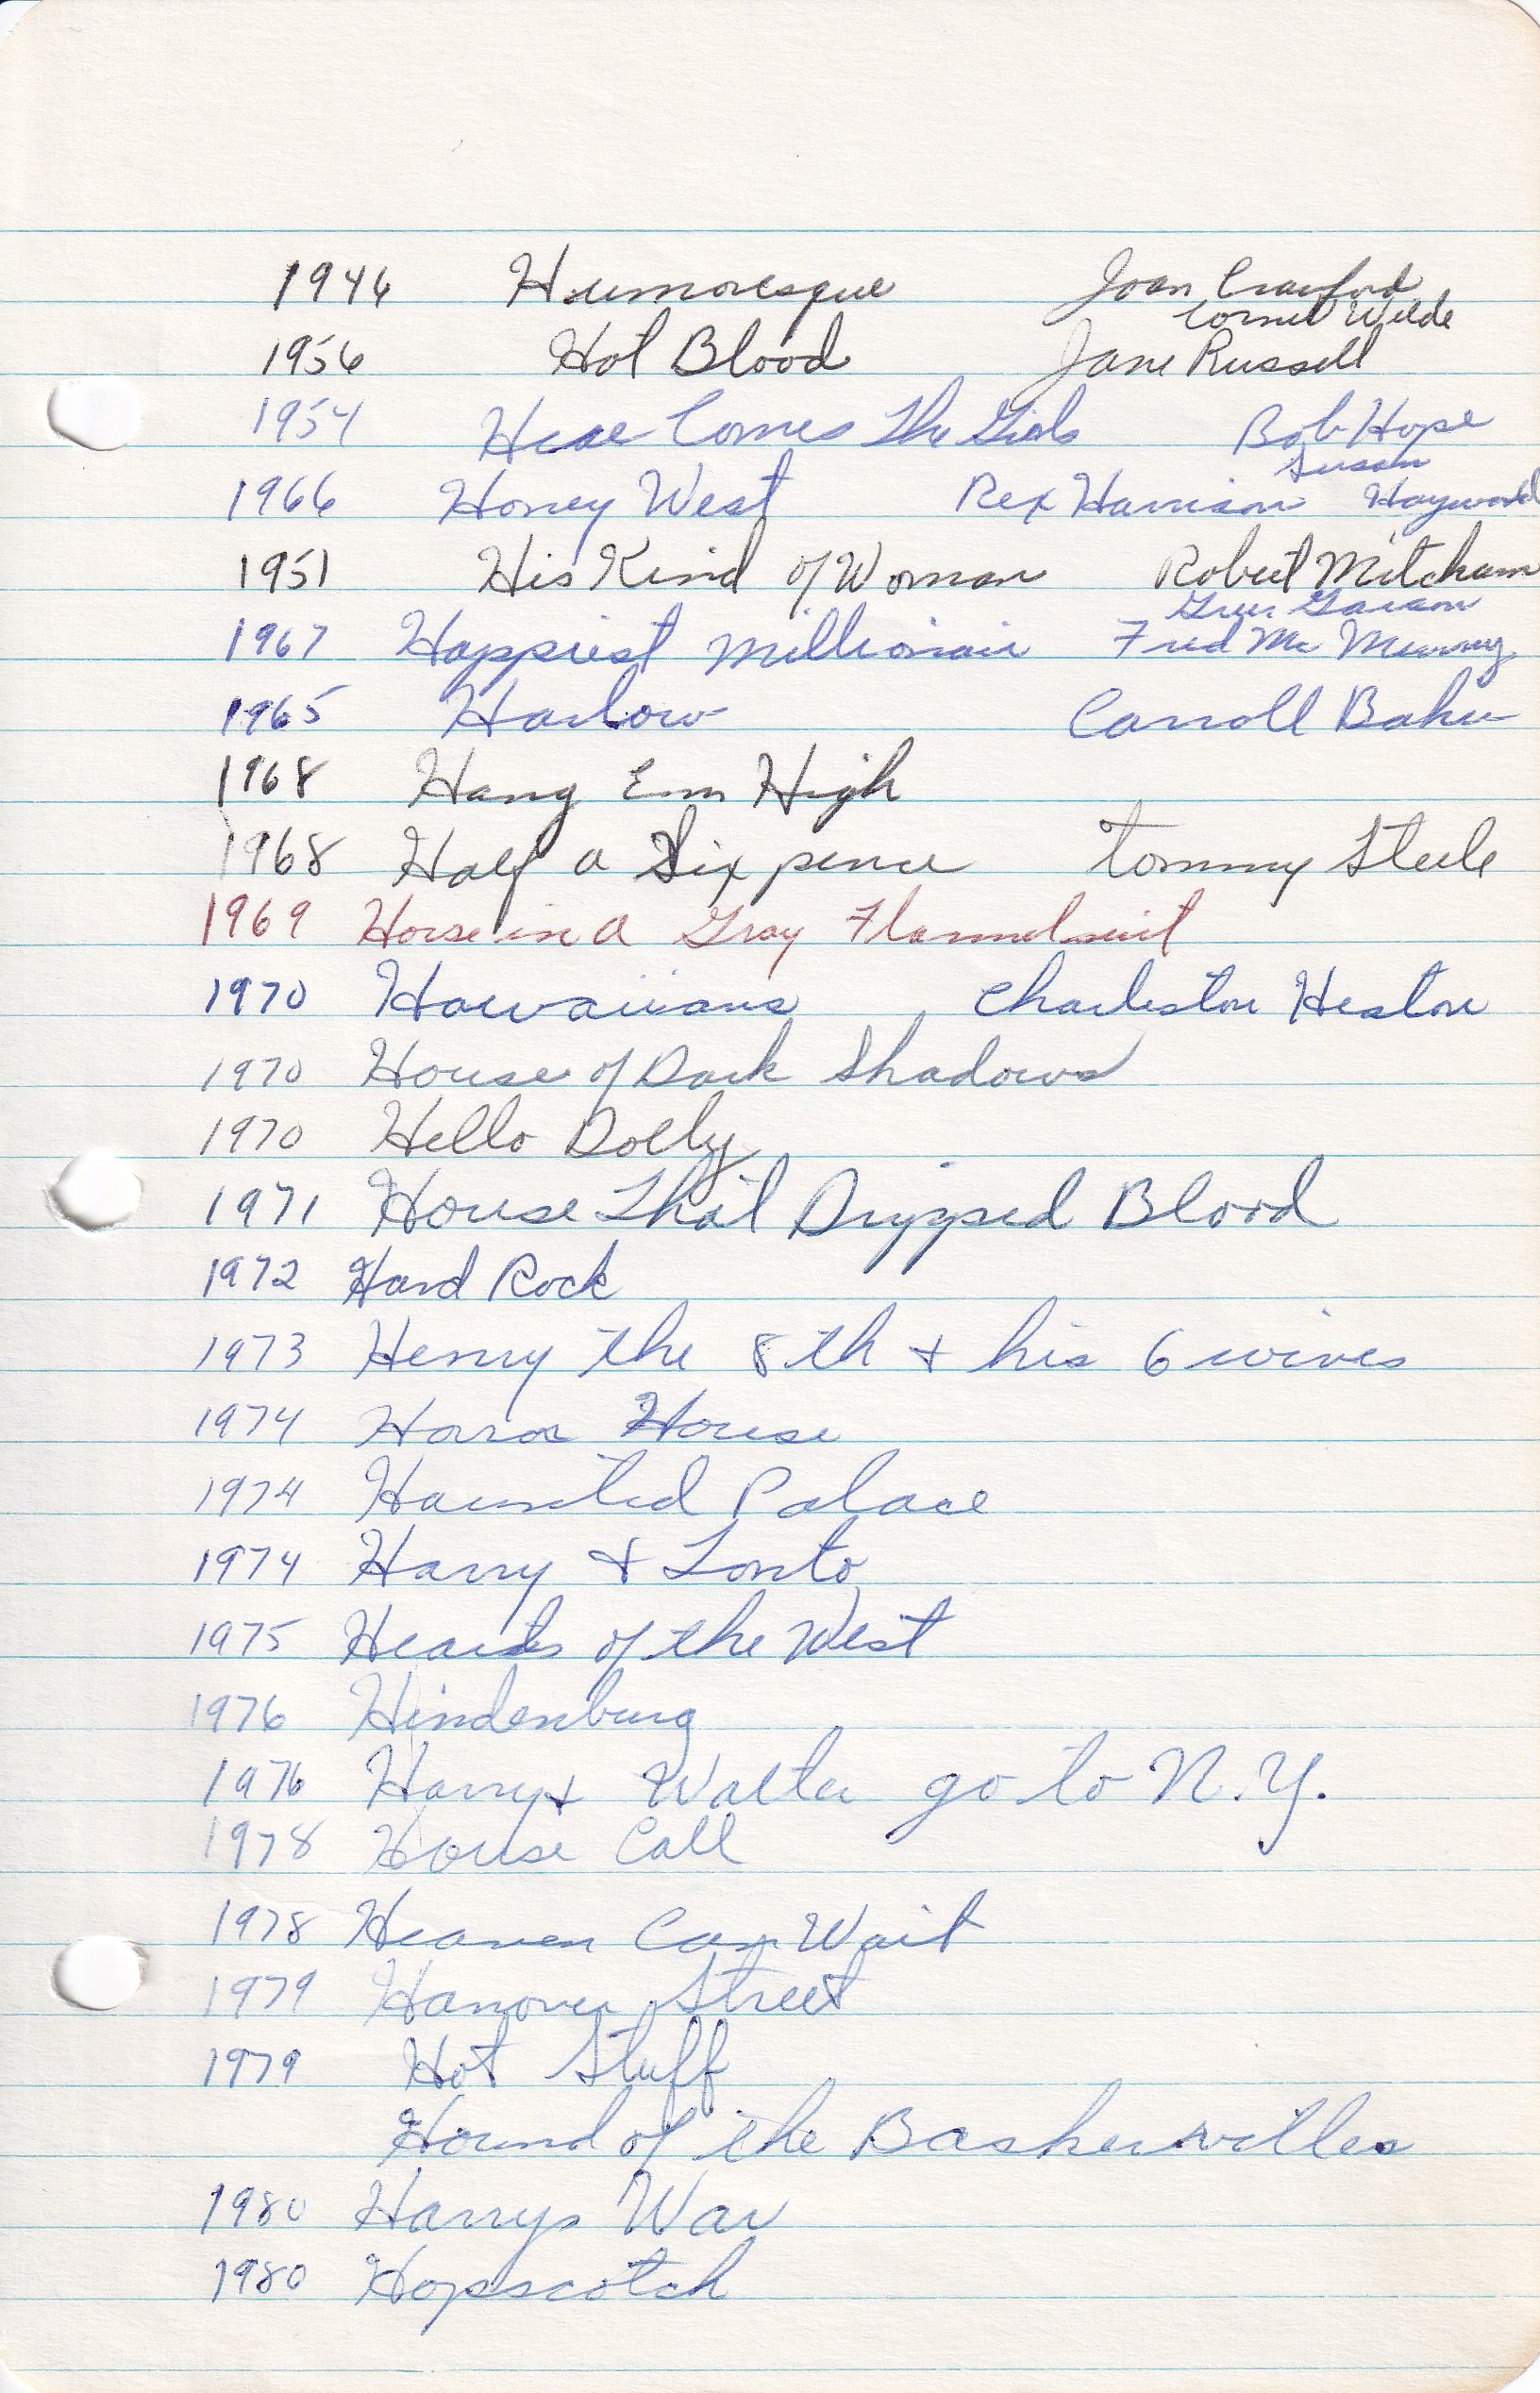 1946 Humoresque Joan Crawford
Cornel Wilde
1956 Hot Blood Jane Russell
1954 Here Comes The Girls Bob Hope
Susan
1966 Honey West Rex Harrison Hayward
1951 His Kind of Woman Robert Mitcham
Greer Garson
1967 Happiest Millionair Fred Mc Murray
1965 Harlow Carroll Baker
1968 Hang Em High
1968 Half a Six pence Tommy Steele
1969 Horse in A Gray Flannel suit
1970 Hawaiians Charleston Heston
1970 House of Dark Shadows
1970 Hello Dolly
1971 House That Dripped Blood
1972 Hard Rock
1973 Henry the 8th + his 6 wives
1974 Horror House
1974 Haunted Palace
1974 Harry & Tonto
1975 Hearts of the West
1976 Hindenburg
1976 Harry + Walter go to N.Y.
1978 House Call
1978 Heaven Can Wait
1979 Hanover Street
1979 Hot Stuff
Hound of the Baskervilles
1980 Harrys War
1980 Hopscotch